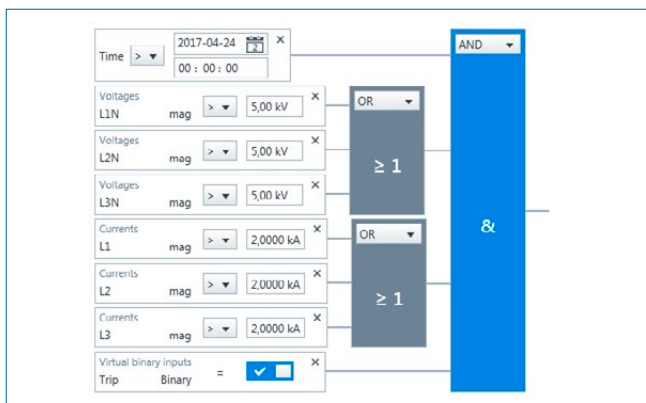 Time > 2017-04-24 2
00 : 00 : 00
AND
Voltages
L1N mag > 5,00 kV
Voltages
L2N mag > 5,00 kV
Voltages
L3N mag > 5,00 kV
OR
≥ 1
Currents
L1 mag > 2,0000 kA
Currents
L2 mag > 2,0000 kA
Currents
L3 mag > 2,0000 kA
OR
≥ 1
&
Virtual binary inputs
Trip Binary =